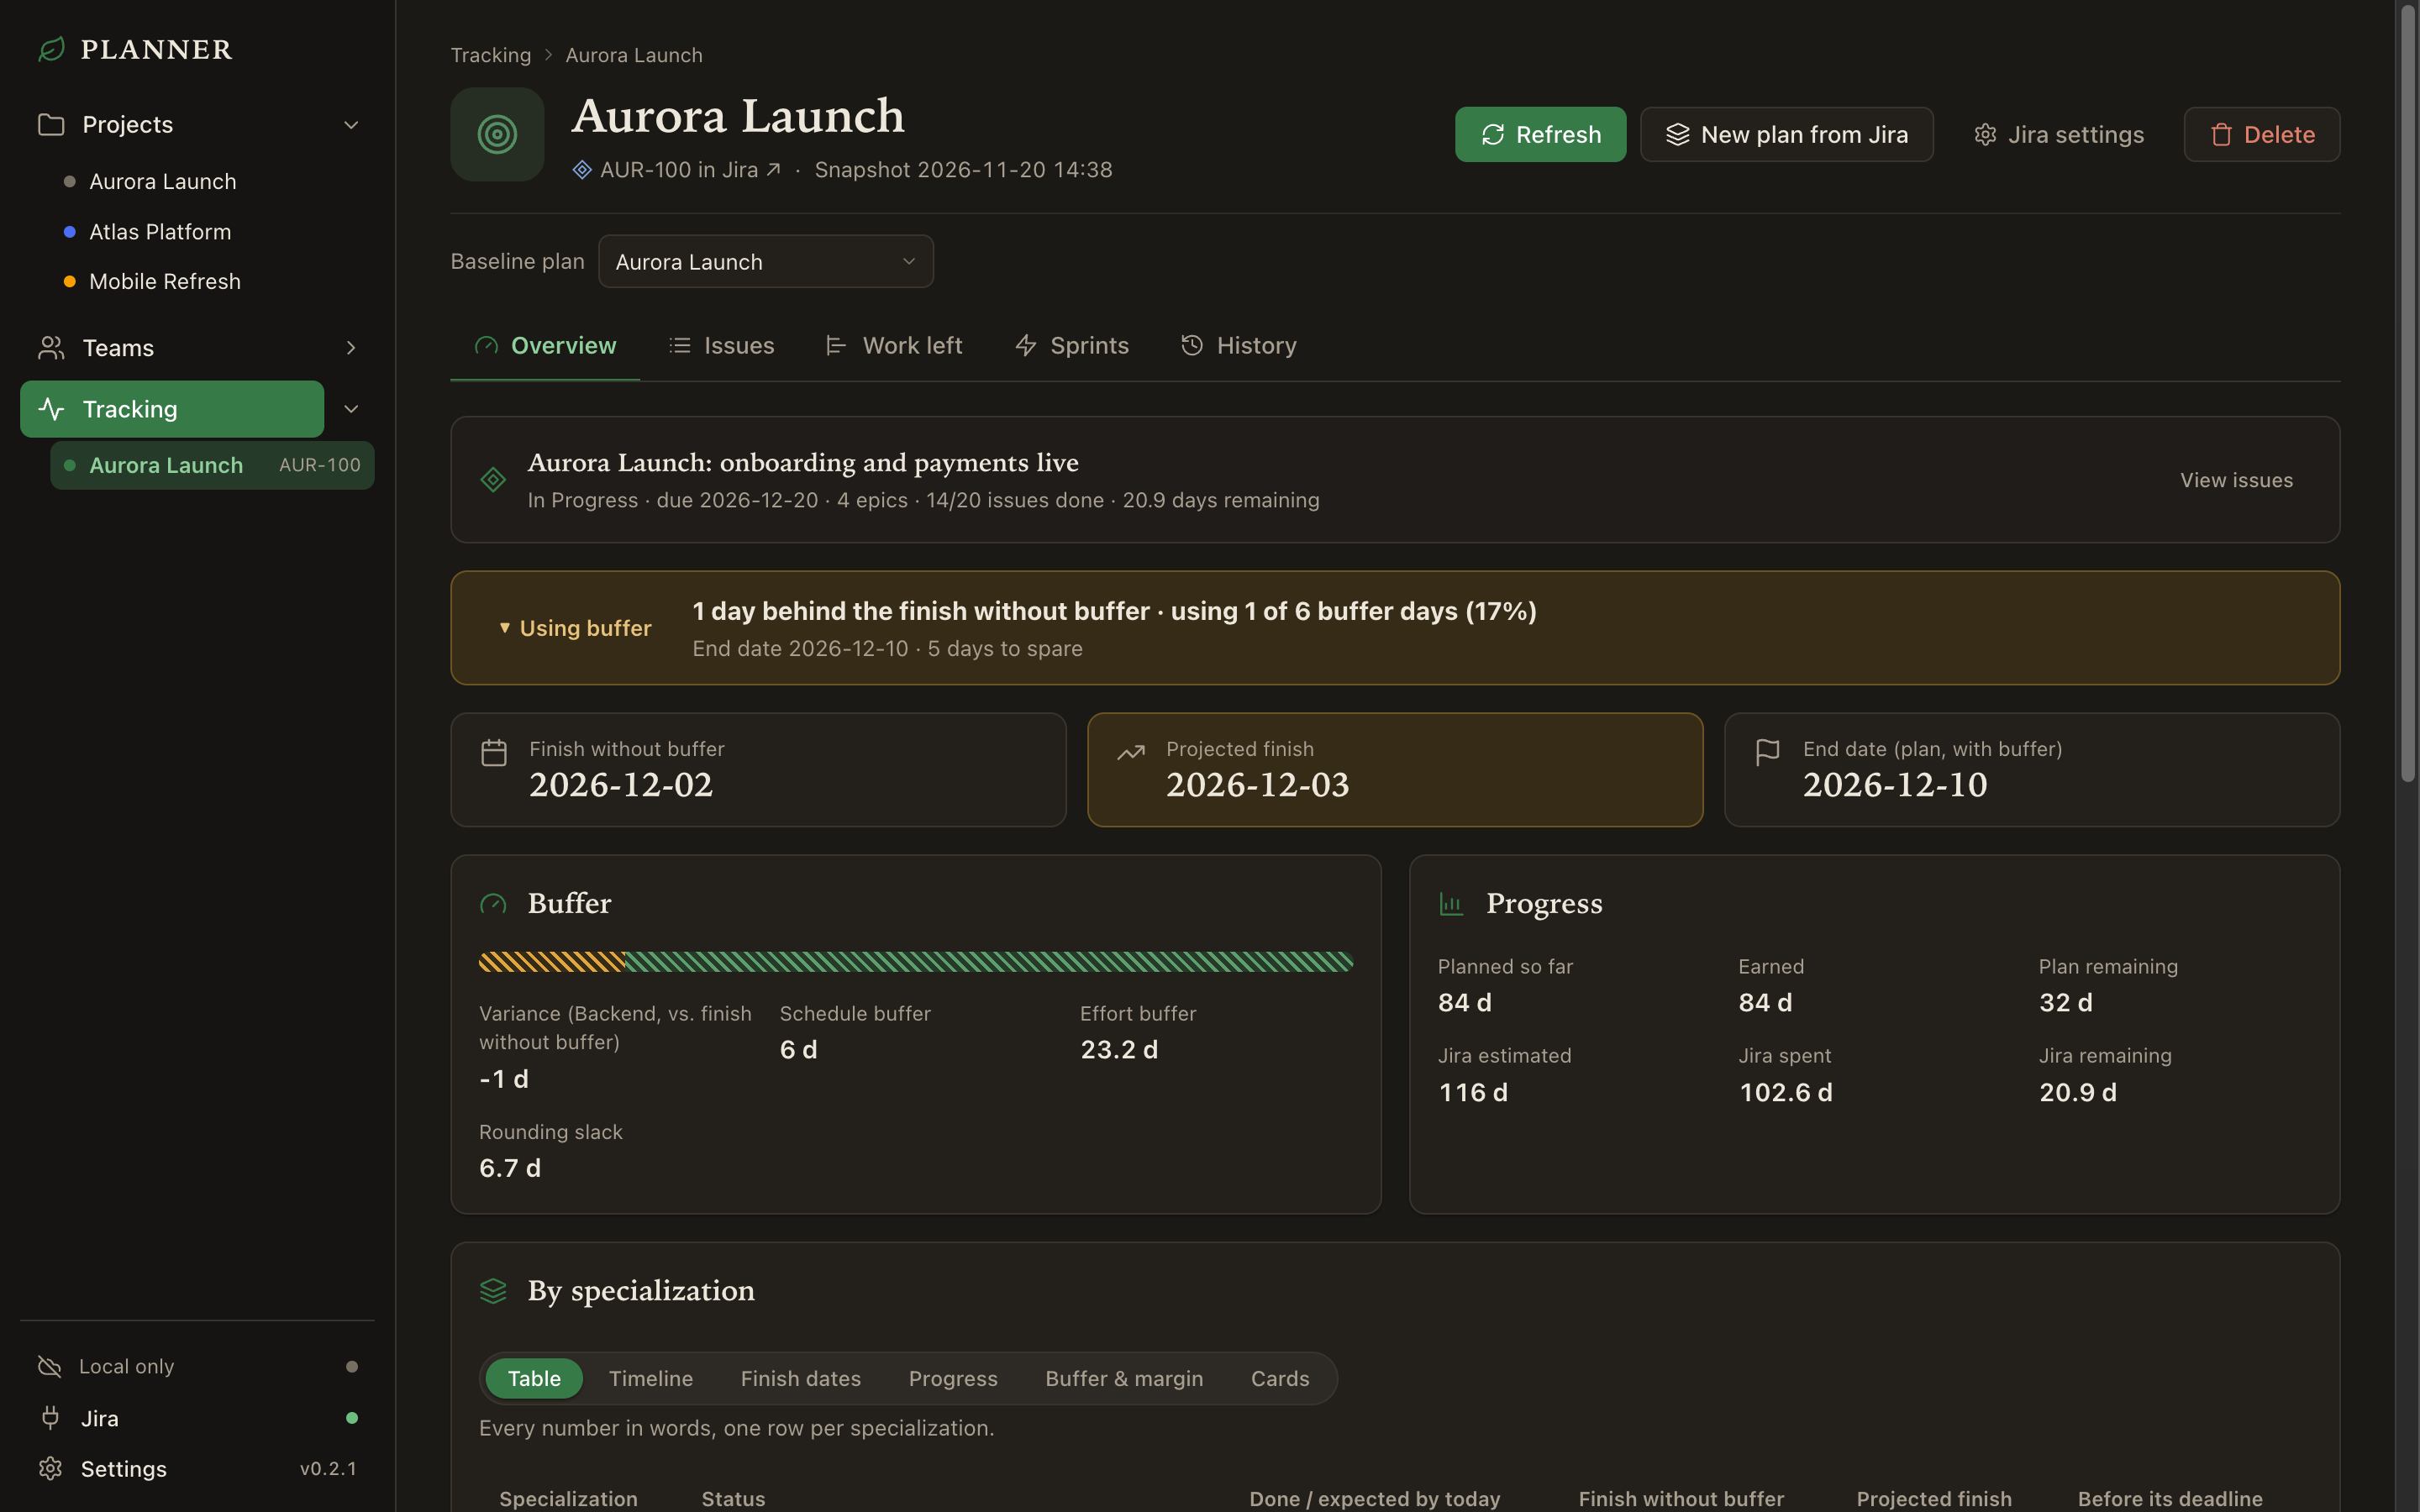 PLANNER
Projects
Aurora Launch
Atlas Platform
Mobile Refresh
Teams
Tracking
Aurora Launch AUR-100
Local only
Jira
Settings v0.2.1
Tracking > Aurora Launch
Aurora Launch
AUR-100 in Jira ↗ · Snapshot 2026-11-20 14:38
Refresh
New plan from Jira
Jira settings
Delete
Baseline plan Aurora Launch
Overview Issues Work left Sprints History
Aurora Launch: onboarding and payments live
In Progress · due 2026-12-20 · 4 epics · 14/20 issues done · 20.9 days remaining
View issues
▼ Using buffer
1 day behind the finish without buffer · using 1 of 6 buffer days (17%)
End date 2026-12-10 · 5 days to spare
Finish without buffer
2026-12-02
Projected finish
2026-12-03
End date (plan, with buffer)
2026-12-10
Buffer
Variance (Backend, vs. finish
without buffer)
-1 d
Schedule buffer
6 d
Effort buffer
23.2 d
Rounding slack
6.7 d
Progress
Planned so far
84 d
Earned
84 d
Plan remaining
32 d
Jira estimated
116 d
Jira spent
102.6 d
Jira remaining
20.9 d
By specialization
Table Timeline Finish dates Progress Buffer & margin Cards
Every number in words, one row per specialization.
Specialization Status Done / expected by today Finish without buffer Projected finish Before its deadline